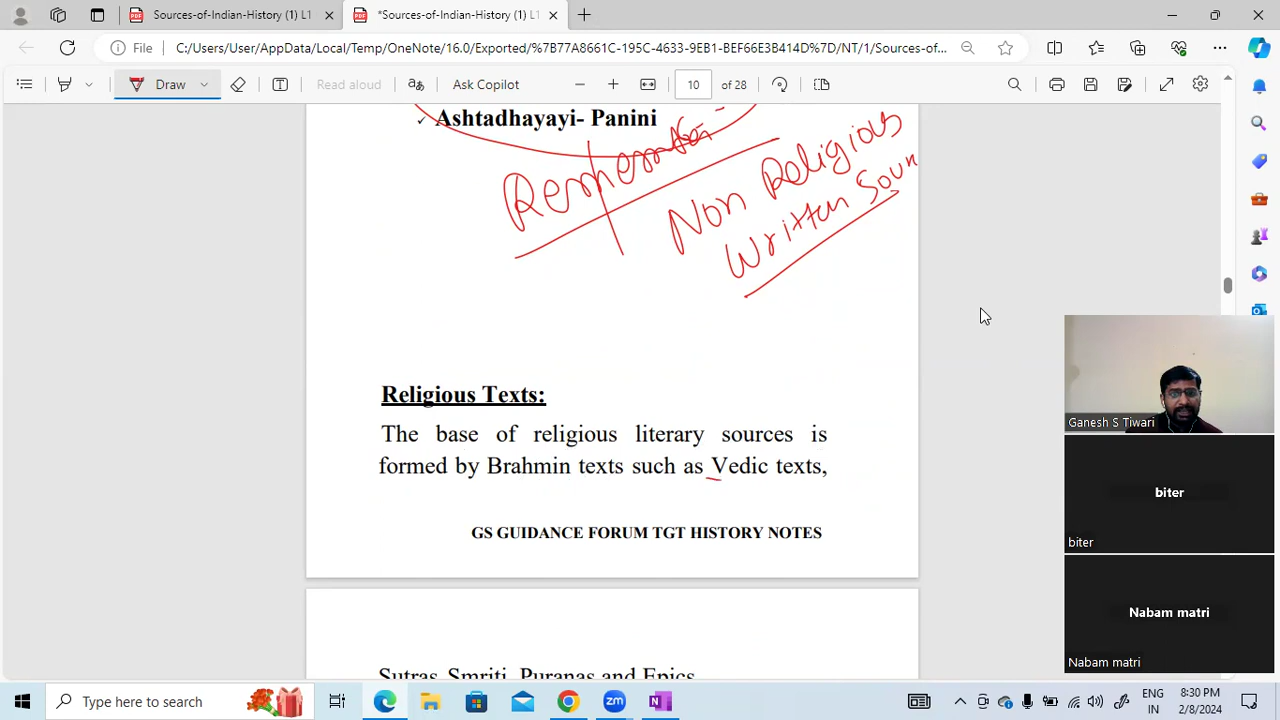 Sources-of-Indian-History (1) L1
*Sources-of-Indian-History (1) L1
File
C:/Users/User/AppData/Local/Temp/OneNote/16.0/Exported/%7B77A8661C-195C-4633-9EB1-BEF66E3B414D%7D/NT/1/Sources-of...
Draw
Read aloud
Ask Copilot
10 of 28
✓ Ashtadhayayi- Panini
Non Religious
Written Sour
Religious Texts:
The base of religious literary sources is
formed by Brahmin texts such as Vedic texts,
GS GUIDANCE FORUM TGT HISTORY NOTES
Sutras, Smriti, Puranas and Epics
Ganesh S Tiwari
biter
biter
Nabam matri
Nabam matri
Type here to search
ENG
IN
8:30 PM
2/8/2024